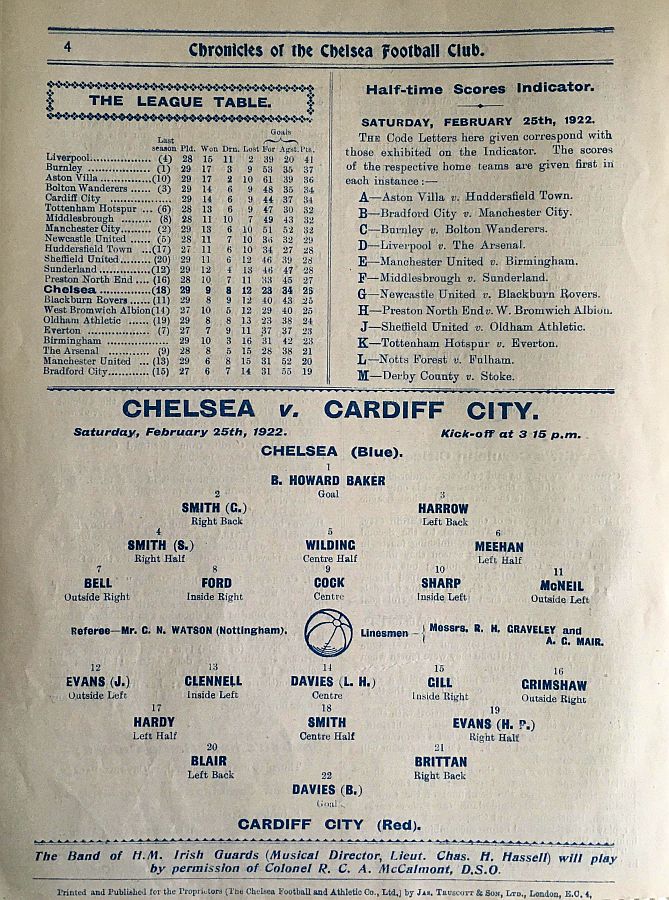 4
Chronicles of the Chelsea Football Club.
THE LEAGUE TABLE.
Goals
Last
season Pld. Won Drn. Lost For Agst. Pts.
Liverpool............... (4) 28 15 11 2 39 20 41
Burnley ................ (1) 29 17 3 9 53 35 37
Aston Villa..............(10) 29 17 2 10 61 39 36
Bolton Wanderers ...... (3) 29 14 6 9 48 35 34
Cardiff City ............... 29 14 6 9 44 37 34
Tottenham Hotspur ... (6) 28 13 6 9 47 30 32
Middlesbrough ...... (8) 28 11 10 7 49 43 32
Manchester City...... (2) 29 13 6 10 51 52 32
Newcastle United ...... (5) 28 11 7 10 36 32 29
Huddersfield Town ...(17) 27 11 6 10 34 27 28
Sheffield United.........(20) 29 11 6 12 46 39 28
Sunderland ...............(12) 29 12 4 13 46 47 28
Preston North End ... (16) 28 10 7 11 33 45 27
Chelsea ..................(18) 29 9 8 12 23 34 26
Blackburn Rovers ......(11) 29 8 9 12 40 43 25
West Bromwich Albion(14) 27 10 5 12 29 40 25
Oldham Athletic ...... (19) 29 8 8 13 23 38 24
Everton .................. (7) 27 7 9 11 37 37 23
Birmingham ............... 29 10 3 16 31 42 23
The Arsenal ............ (9) 28 8 5 15 28 38 21
Manchester United ... (13) 29 6 8 15 31 52 20
Bradford City............ (15) 27 6 7 14 31 55 19
Half-time Scores Indicator.
SATURDAY, FEBRUARY 25th, 1922.
THE Code Letters here given correspond with
those exhibited on the Indicator. The scores
of the respective home teams are given first in
each instance:—
A—Aston Villa v. Huddersfield Town.
B—Bradford City v. Manchester City.
C—Burnley v. Bolton Wanderers.
D—Liverpool v. The Arsenal.
E—Manchester United v. Birmingham.
F—Middlesbrough v. Sunderland.
G—Newcastle United v. Blackburn Rovers.
H—Preston North End v. W. Bromwich Albion.
J—Sheffield United v. Oldham Athletic.
K—Tottenham Hotspur v. Everton.
L—Notts Forest v. Fulham.
M—Derby County v. Stoke.
CHELSEA v. CARDIFF CITY.
Saturday, February 25th, 1922. Kick-off at 3 15 p.m.
CHELSEA (Blue).
1
B. HOWARD BAKER
Goal
2 3
SMITH (G.) HARROW
Right Back Left Back
4 5 6
SMITH (S.) WILDING MEEHAN
Right Half Centre Half Left Half
7 8 9 10 11
BELL FORD COCK SHARP McNEIL
Outside Right Inside Right Centre Inside Left Outside Left
Referee—Mr. C. N. WATSON (Nottingham). Linesmen - { Messrs. R. H. GRAVELEY and
A. C. MAIR.
12 13 14 15 16
EVANS (J.) CLENNELL DAVIES (L. H.) GILL GRIMSHAW
Outside Left Inside Left Centre Inside Right Outside Right
17 18 19
HARDY SMITH EVANS (H. P.)
Left Half Centre Half Right Half
20 21
BLAIR BRITTAN
Left Back Right Back
22
DAVIES (B.)
Goal
CARDIFF CITY (Red).
The Band of H.M. Irish Guards (Musical Director, Lieut. Chas. H. Hassell) will play
by permission of Colonel R. C. A. McCalmont, D.S.O.
Printed and Published for the Proprietors (The Chelsea Football and Athletic Co., Ltd.,) by JAS. TRUSCOTT & SON, LTD., London, E.C. 4,